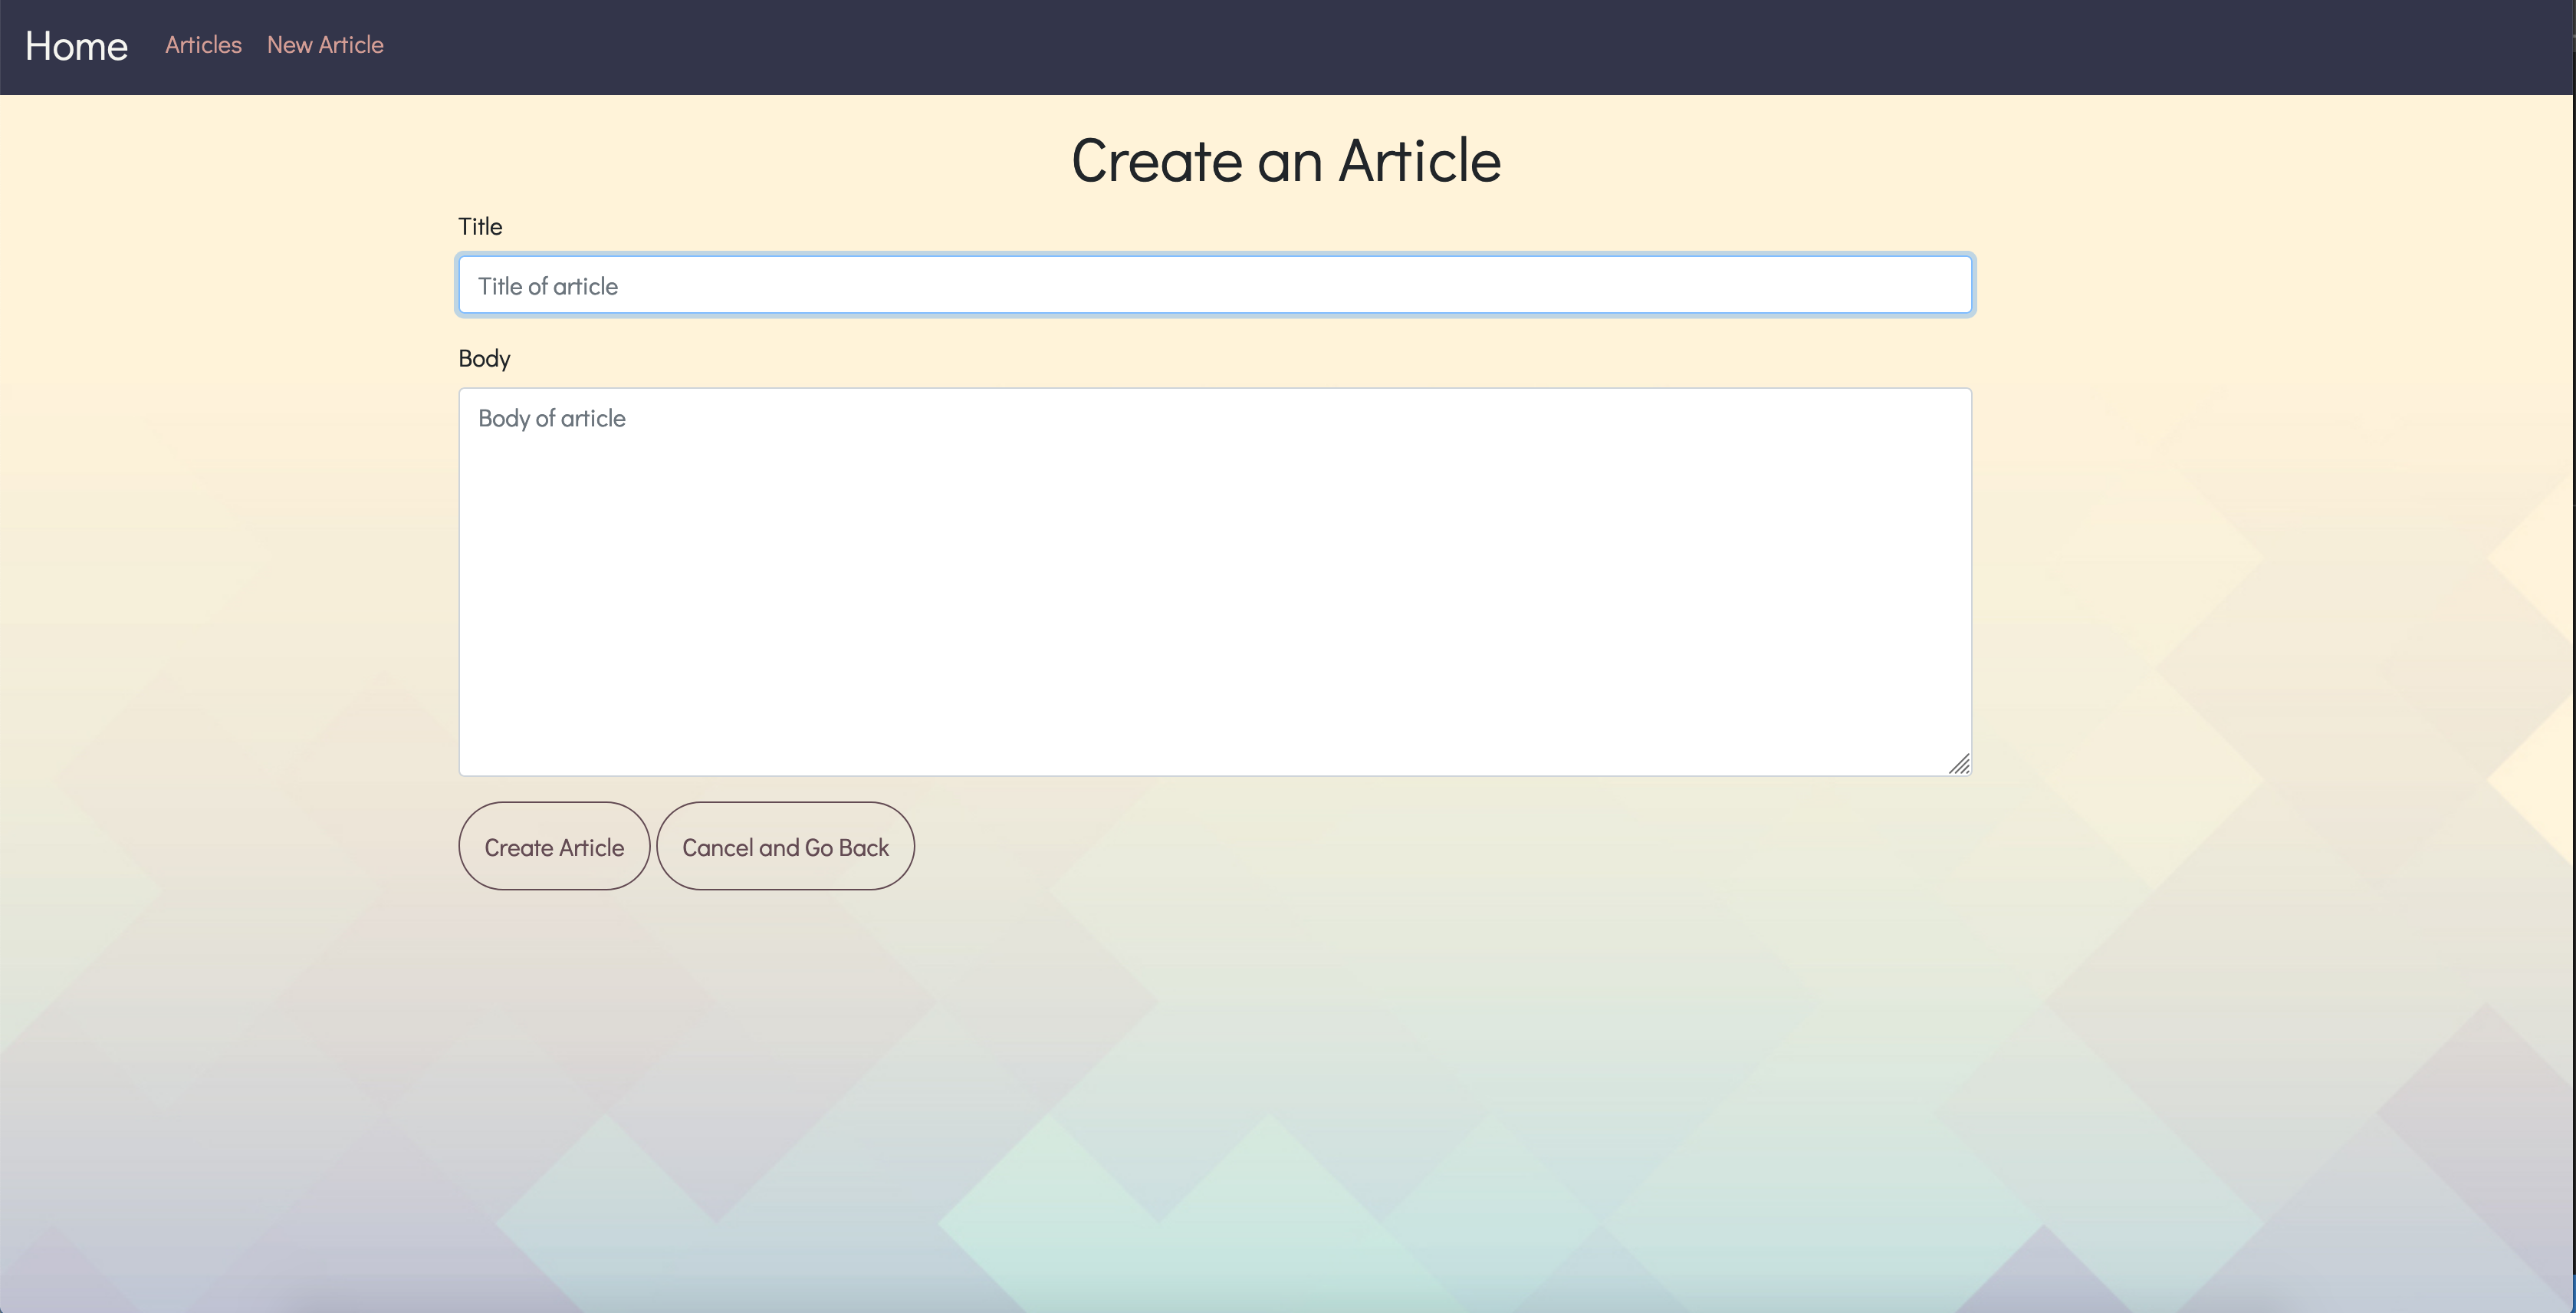 Home Articles New Article
Create an Article
Title
Title of article
Body
Body of article
Create Article Cancel and Go Back